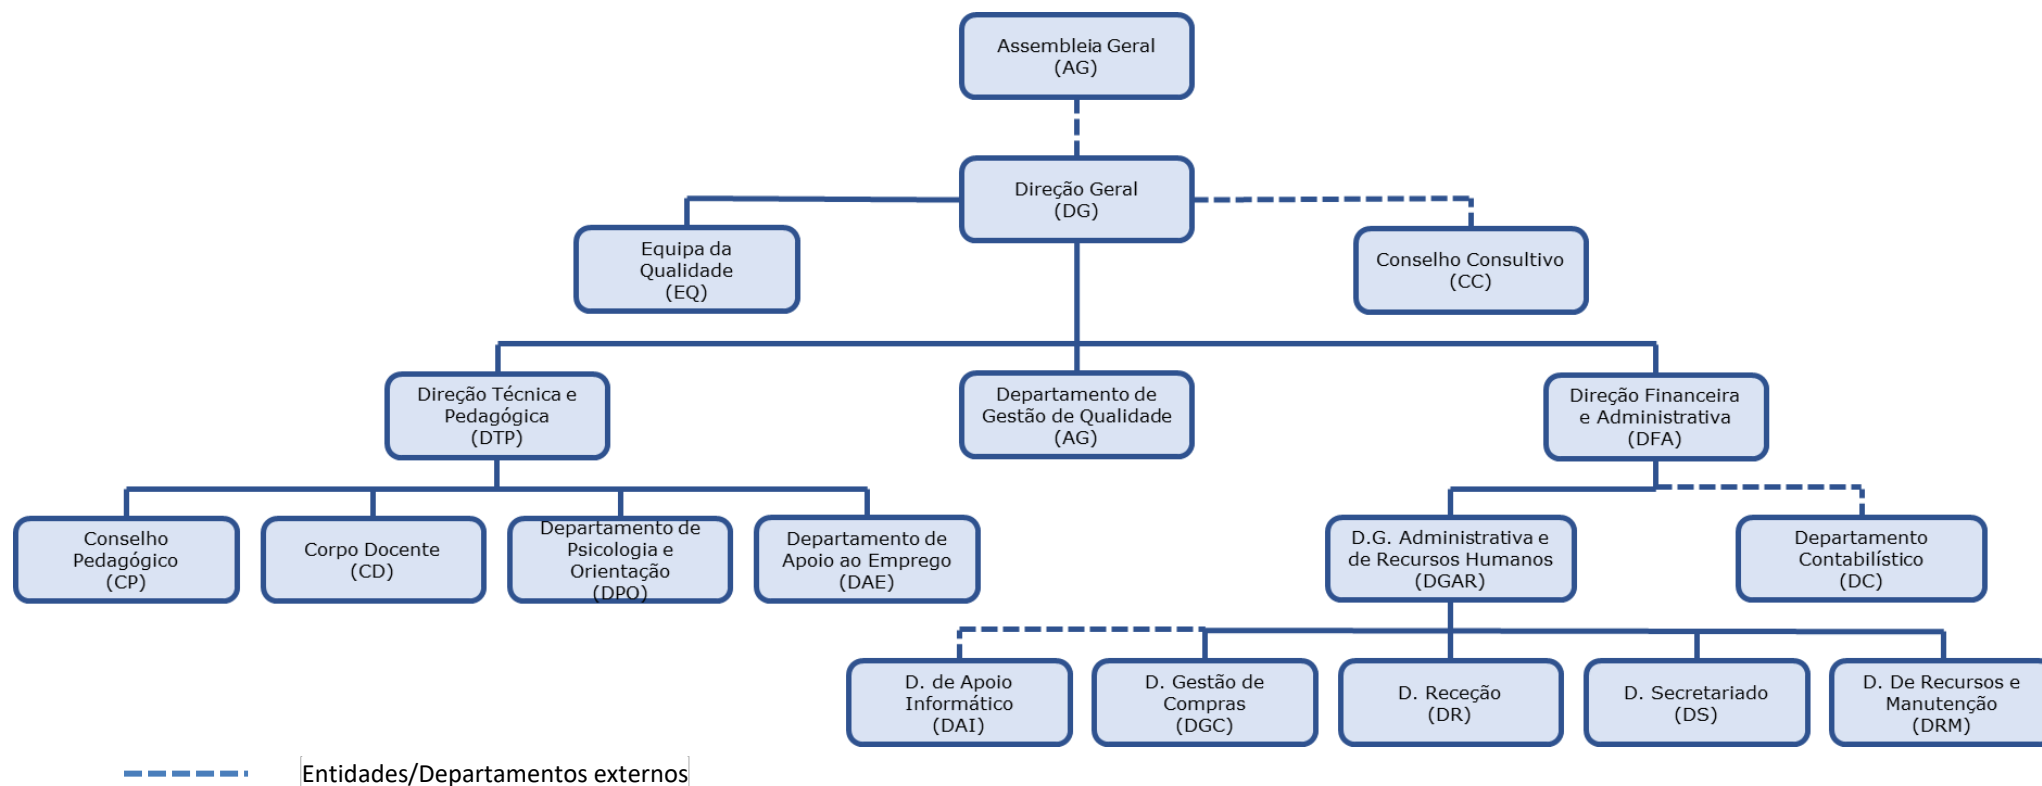 Assembleia Geral
(AG)
Direção Geral
(DG)
Equipa da
Qualidade
(EQ)
Conselho Consultivo
(CC)
Direção Técnica e
Pedagógica
(DTP)
Departamento de
Gestão de Qualidade
(AG)
Direção Financeira
e Administrativa
(DFA)
Conselho
Pedagógico
(CP)
Corpo Docente
(CD)
Departamento de
Psicologia e
Orientação
(DPO)
Departamento de
Apoio ao Emprego
(DAE)
D.G. Administrativa e
de Recursos Humanos
(DGAR)
Departamento
Contabilístico
(DC)
D. de Apoio
Informático
(DAI)
D. Gestão de
Compras
(DGC)
D. Receção
(DR)
D. Secretariado
(DS)
D. De Recursos e
Manutenção
(DRM)
Entidades/Departamentos externos